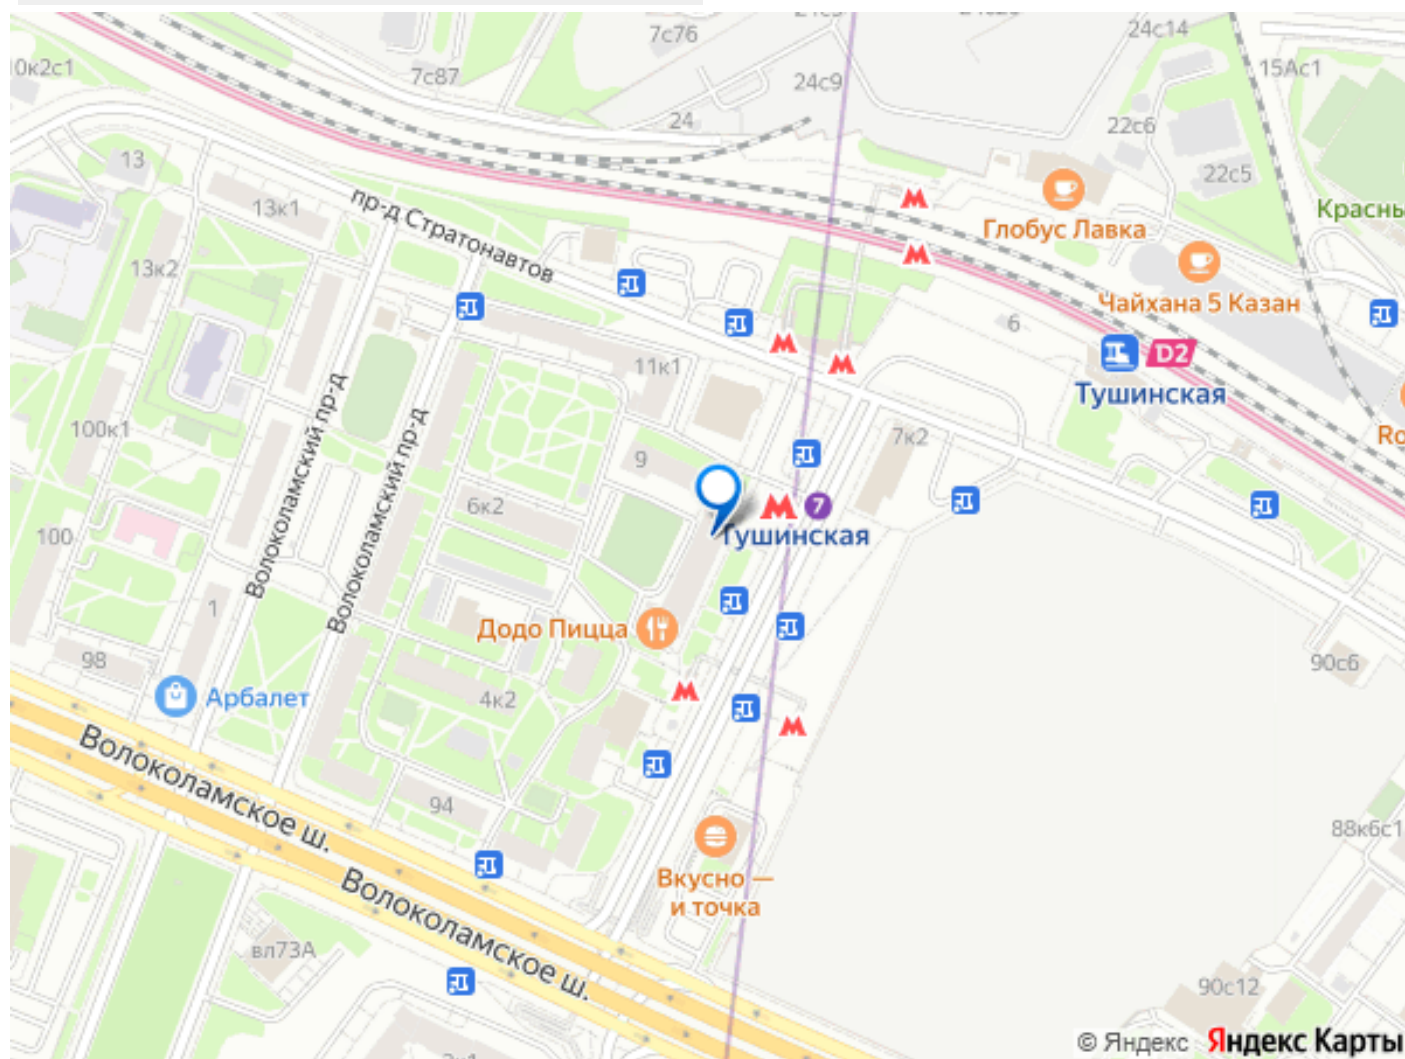 7с76
24с14
10к2с1
7с87
24с9
15Ас1
24
22с6
13
22с5
13к1
пр-д Стратонавтов
Глобус Лавка
Красны
13к2
Чайхана 5 Казан
6
D2
11к1
Тушинская
100к1
Волоколамский пр-д
Волоколамский пр-д
7к2
Ro
9
6к2
7
Тушинская
100
1
Додо Пицца
98
90с6
Арбалет
4к2
Волоколамское ш.
94
88к6с1
Вкусно —
и точка
Волоколамское ш.
вл73А
90с12
© Яндекс Яндекс Карты